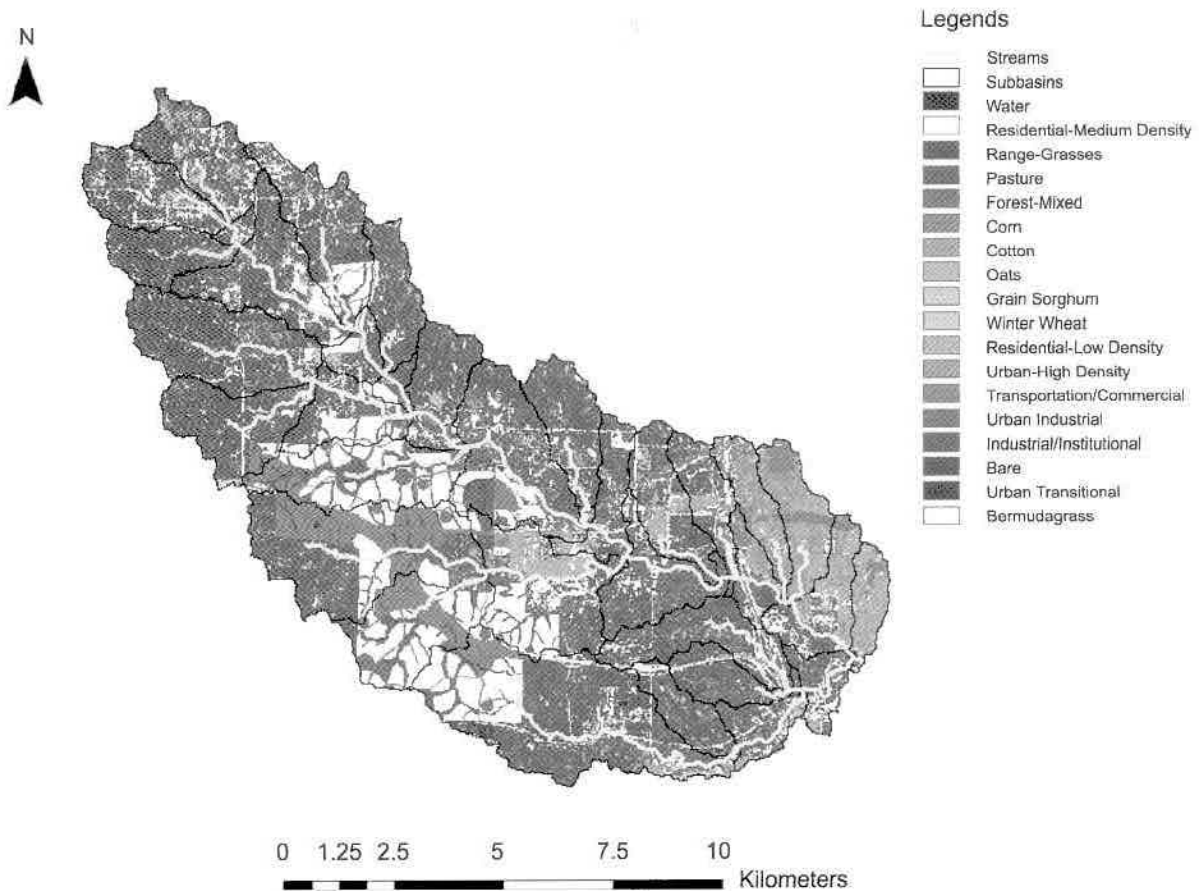 Legends
N
Streams
Subbasins
Water
Residential-Medium Density
Range-Grasses
Pasture
Forest-Mixed
Corn
Cotton
Oats
Grain Sorghum
Winter Wheat
Residential-Low Density
Urban-High Density
Transportation/Commercial
Urban Industrial
Industrial/Institutional
Bare
Urban Transitional
Bermudagrass
0 1.25 2.5 5 7.5 10
Kilometers